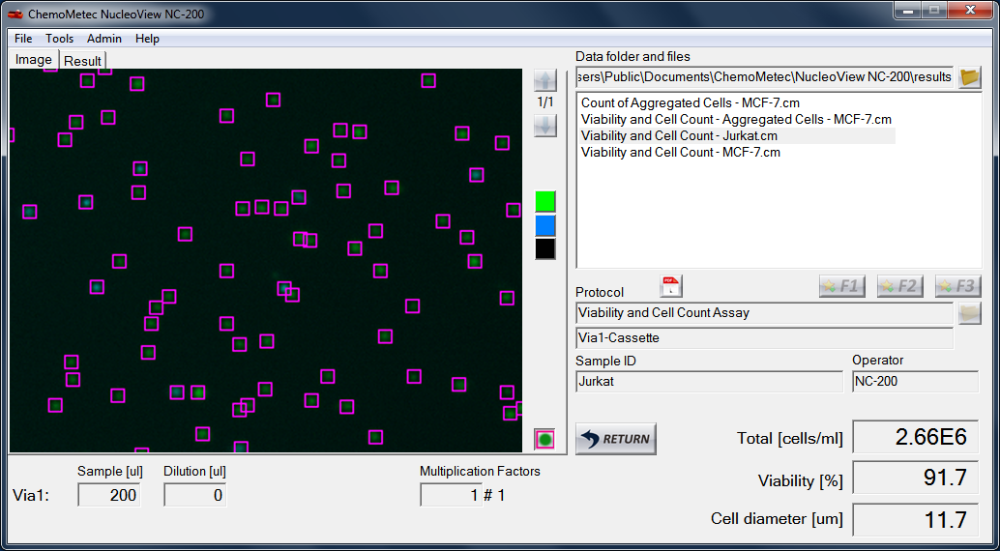 ChemoMetec NucleoView NC-200
File Tools Admin Help
Image Result
Data folder and files
sers\Public\Documents\ChemoMetec\NucleoView NC-200\results
1/1
Count of Aggregated Cells - MCF-7.cm
Viability and Cell Count - Aggregated Cells - MCF-7.cm
Viability and Cell Count - Jurkat.cm
Viability and Cell Count - MCF-7.cm
Protocol
PDF
F1 F2 F3
Viability and Cell Count Assay
Via1-Cassette
Sample ID Operator
Jurkat NC-200
RETURN
Total [cells/ml] 2.66E6
Viability [%] 91.7
Cell diameter [um] 11.7
Sample [ul] Dilution [ul] Multiplication Factors
Via1: 200 0 1 # 1